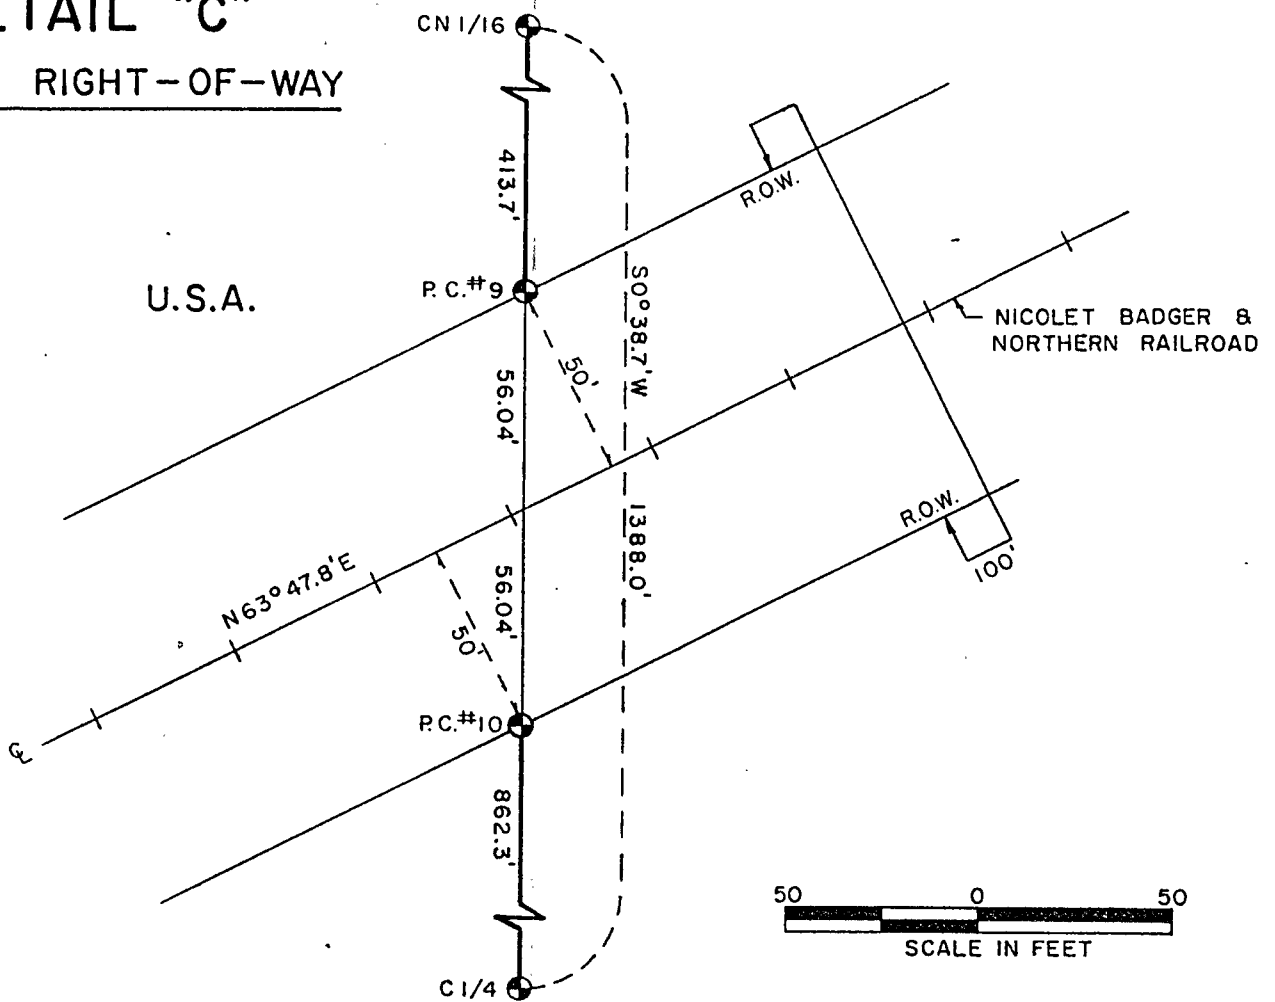 ETAIL "C"
RIGHT-OF-WAY
CN 1/16
413.7'
R.O.W.
U.S.A.
P.C.#9
S0°38.7'W
NICOLET BADGER &
NORTHERN RAILROAD
50'
56.04'
1388.0'
R.O.W.
100'
N63°47.8'E
56.04'
50'
P.C.#10
℄
862.3'
50 0 50
SCALE IN FEET
C 1/4